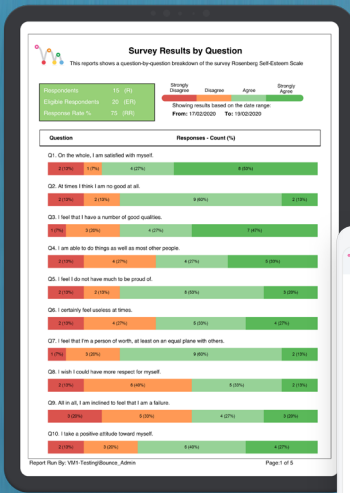 Survey Results by Question
This reports shows a question-by-question breakdown of the survey Rosenberg Self-Esteem Scale
Respondents 15 (R)
Eligible Respondents 20 (ER)
Response Rate % 75 (RR)
Strongly Disagree Disagree Agree Strongly Agree
Showing results based on the date range:
From: 17/02/2020 To: 19/02/2020
Question Responses - Count (%)
Q1. On the whole, I am satisfied with myself.
2 (13%) 1 (7%) 4 (27%) 8 (53%)
Q2. At times I think I am no good at all.
2 (13%) 2 (13%) 9 (60%) 2 (13%)
Q3. I feel that I have a number of good qualities.
1 (7%) 3 (20%) 4 (27%) 7 (47%)
Q4. I am able to do things as well as most other people.
2 (13%) 4 (27%) 4 (27%) 5 (33%)
Q5. I feel I do not have much to be proud of.
2 (13%) 2 (13%) 8 (53%) 3 (20%)
Q6. I certainly feel useless at times.
2 (13%) 4 (27%) 5 (33%) 4 (27%)
Q7. I feel that I'm a person of worth, at least on an equal plane with others.
1 (7%) 3 (20%) 9 (60%) 2 (13%)
Q8. I wish I could have more respect for myself.
2 (13%) 6 (40%) 5 (33%) 2 (13%)
Q9. All in all, I am inclined to feel that I am a failure.
3 (20%) 5 (33%) 4 (27%) 3 (20%)
Q10. I take a positive attitude toward myself.
2 (13%) 3 (20%) 6 (40%) 4 (27%)
Report Run By: VM1-Testing\Bounce_Admin Page:1 of 5